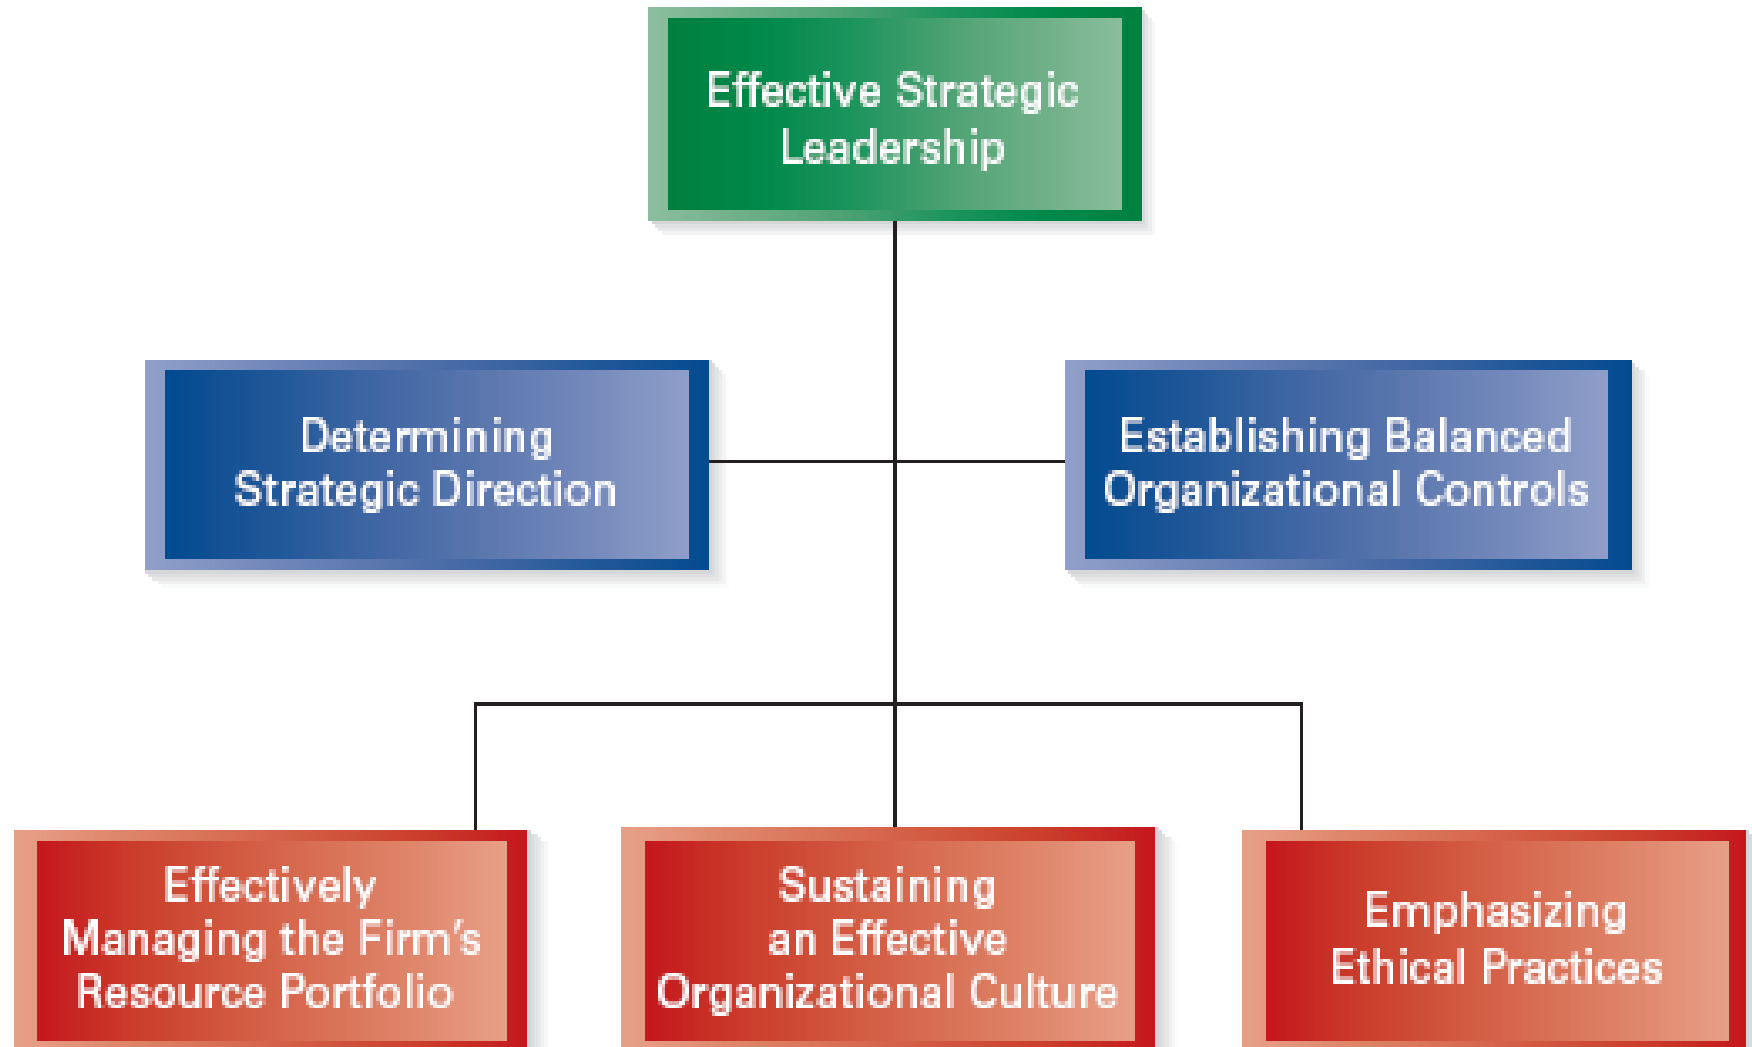 Effective Strategic
Leadership
Determining
Strategic Direction
Establishing Balanced
Organizational Controls
Effectively
Managing the Firm’s
Resource Portfolio
Sustaining
an Effective
Organizational Culture
Emphasizing
Ethical Practices